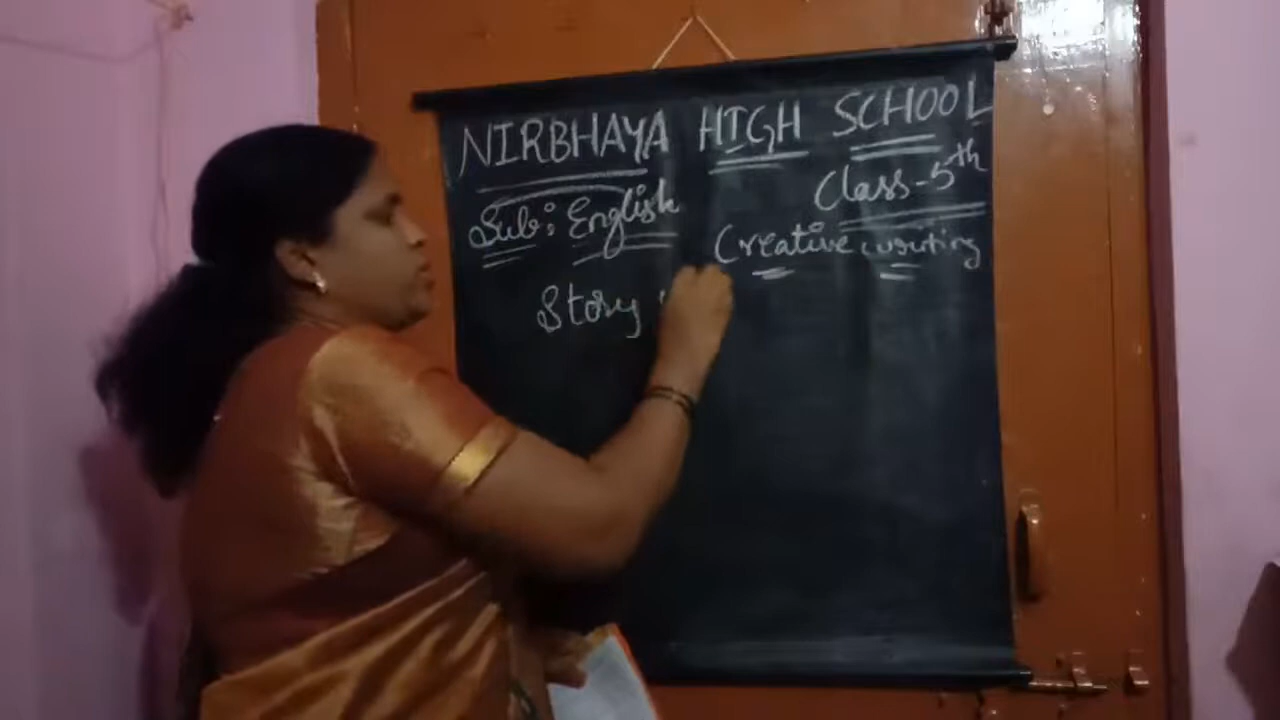 NIRBHAYA HIGH SCHOOL
Class-5th
Sub: English
Creative writing
Story